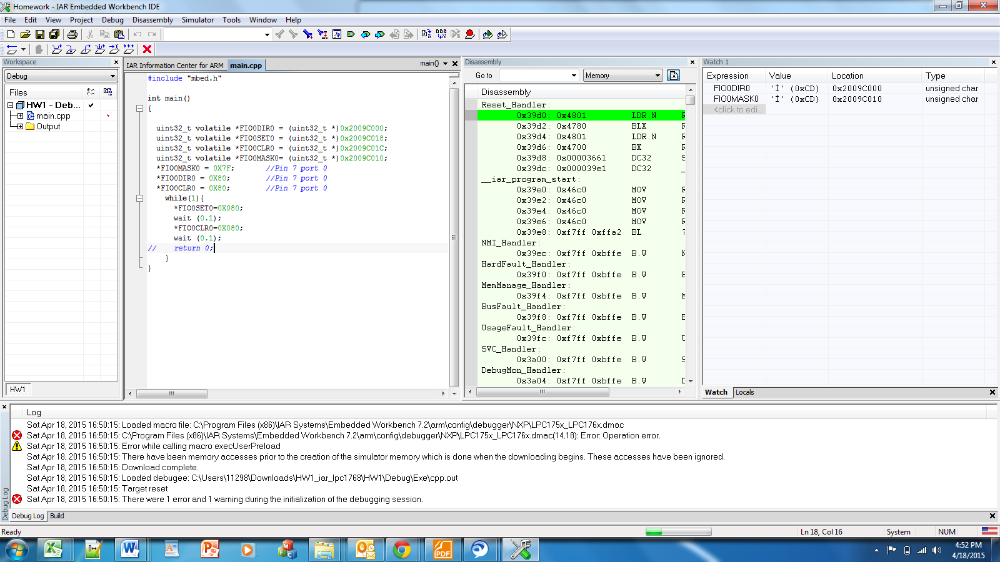 Homework - IAR Embedded Workbench IDE
File Edit View Project Debug Disassembly Simulator Tools Window Help
Workspace
Debug
Files
HW1 - Deb...
main.cpp
Output
HW1
IAR Information Center for ARM main.cpp main()
#include "mbed.h"
int main()
{
uint32_t volatile *FIO0DIR0 = (uint32_t *)0x2009C000;
uint32_t volatile *FIO0SET0 = (uint32_t *)0x2009C018;
uint32_t volatile *FIO0CLR0 = (uint32_t *)0x2009C01C;
uint32_t volatile *FIO0MASK0= (uint32_t *)0x2009C010;
*FIO0MASK0 = 0X7F; //Pin 7 port 0
*FIO0DIR0 = 0X80; //Pin 7 port 0
*FIO0CLR0 = 0X80; //Pin 7 port 0
while(1){
*FIO0SET0=0X080;
wait (0.1);
*FIO0CLR0=0X080;
wait (0.1);
// return 0;
}
}
Disassembly
Go to Memory
Disassembly
Reset_Handler:
0x39d0: 0x4801 LDR.N R
0x39d2: 0x4780 BLX R
0x39d4: 0x4801 LDR.N R
0x39d6: 0x4700 BX R
0x39d8: 0x00003661 DC32 S
0x39dc: 0x000039e1 DC32 _
__iar_program_start:
0x39e0: 0x46c0 MOV R
0x39e2: 0x46c0 MOV R
0x39e4: 0x46c0 MOV R
0x39e6: 0x46c0 MOV R
0x39e8: 0xf7ff 0xffa2 BL ?
NMI_Handler:
0x39ec: 0xf7ff 0xbffe B.W N
HardFault_Handler:
0x39f0: 0xf7ff 0xbffe B.W H
MemManage_Handler:
0x39f4: 0xf7ff 0xbffe B.W M
BusFault_Handler:
0x39f8: 0xf7ff 0xbffe B.W B
UsageFault_Handler:
0x39fc: 0xf7ff 0xbffe B.W U
SVC_Handler:
0x3a00: 0xf7ff 0xbffe B.W S
DebugMon_Handler:
0x3a04: 0xf7ff 0xbffe B.W D
Watch 1
Expression Value Location Type
FIO0DIR0 'Í' (0xCD) 0x2009C000 unsigned char
FIO0MASK0 'Í' (0xCD) 0x2009C010 unsigned char
<click to edi...
Watch Locals
Log
Sat Apr 18, 2015 16:50:15: Loaded macro file: C:\Program Files (x86)\IAR Systems\Embedded Workbench 7.2\arm\config\debugger\NXP\LPC175x_LPC176x.dmac
Sat Apr 18, 2015 16:50:15: C:\Program Files (x86)\IAR Systems\Embedded Workbench 7.2\arm\config\debugger\NXP\LPC175x_LPC176x.dmac(14,18): Error: Operation error.
Sat Apr 18, 2015 16:50:15: Error while calling macro execUserPreload
Sat Apr 18, 2015 16:50:15: There have been memory accesses prior to the creation of the simulator memory which is done when the downloading begins. These accesses have been ignored.
Sat Apr 18, 2015 16:50:15: Download complete.
Sat Apr 18, 2015 16:50:15: Loaded debugee: C:\Users\11298\Downloads\HW1_iar_lpc1768\HW1\Debug\Exe\cpp.out
Sat Apr 18, 2015 16:50:15: Target reset
Sat Apr 18, 2015 16:50:15: There were 1 error and 1 warning during the initialization of the debugging session.
Debug Log
Debug Log Build
Ready Ln 18, Col 16 System NUM
4:52 PM
4/18/2015